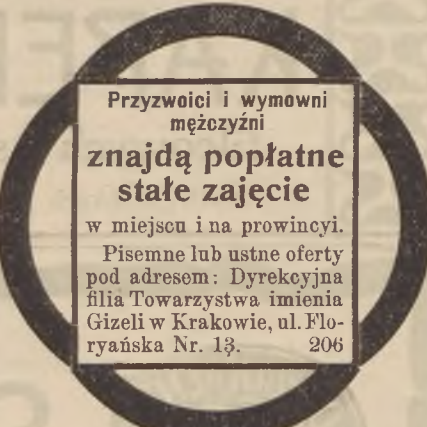 Przyzwoici i wymowni
mężczyźni
znajdą popłatne
stałe zajęcie
w miejscu i na prowincyi.
Pisemne lub ustne oferty
pod adresem: Dyrekcyjna
filia Towarzystwa imienia
Gizeli w Krakowie, ul. Flo-
ryańska Nr. 13. 206